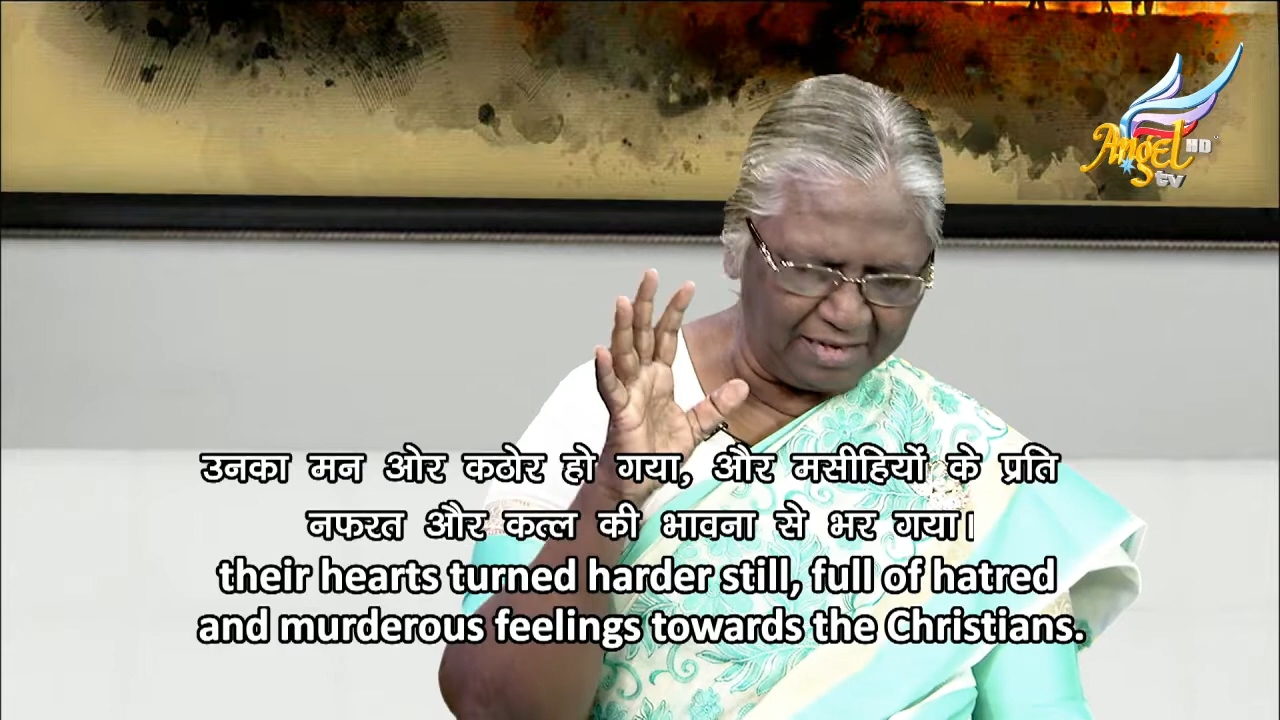 Angel HD
tv
उनका मन ओर कठोर हो गया, और मसीहियों के प्रति
नफरत और कत्ल की भावना से भर गया।
their hearts turned harder still, full of hatred
and murderous feelings towards the Christians.